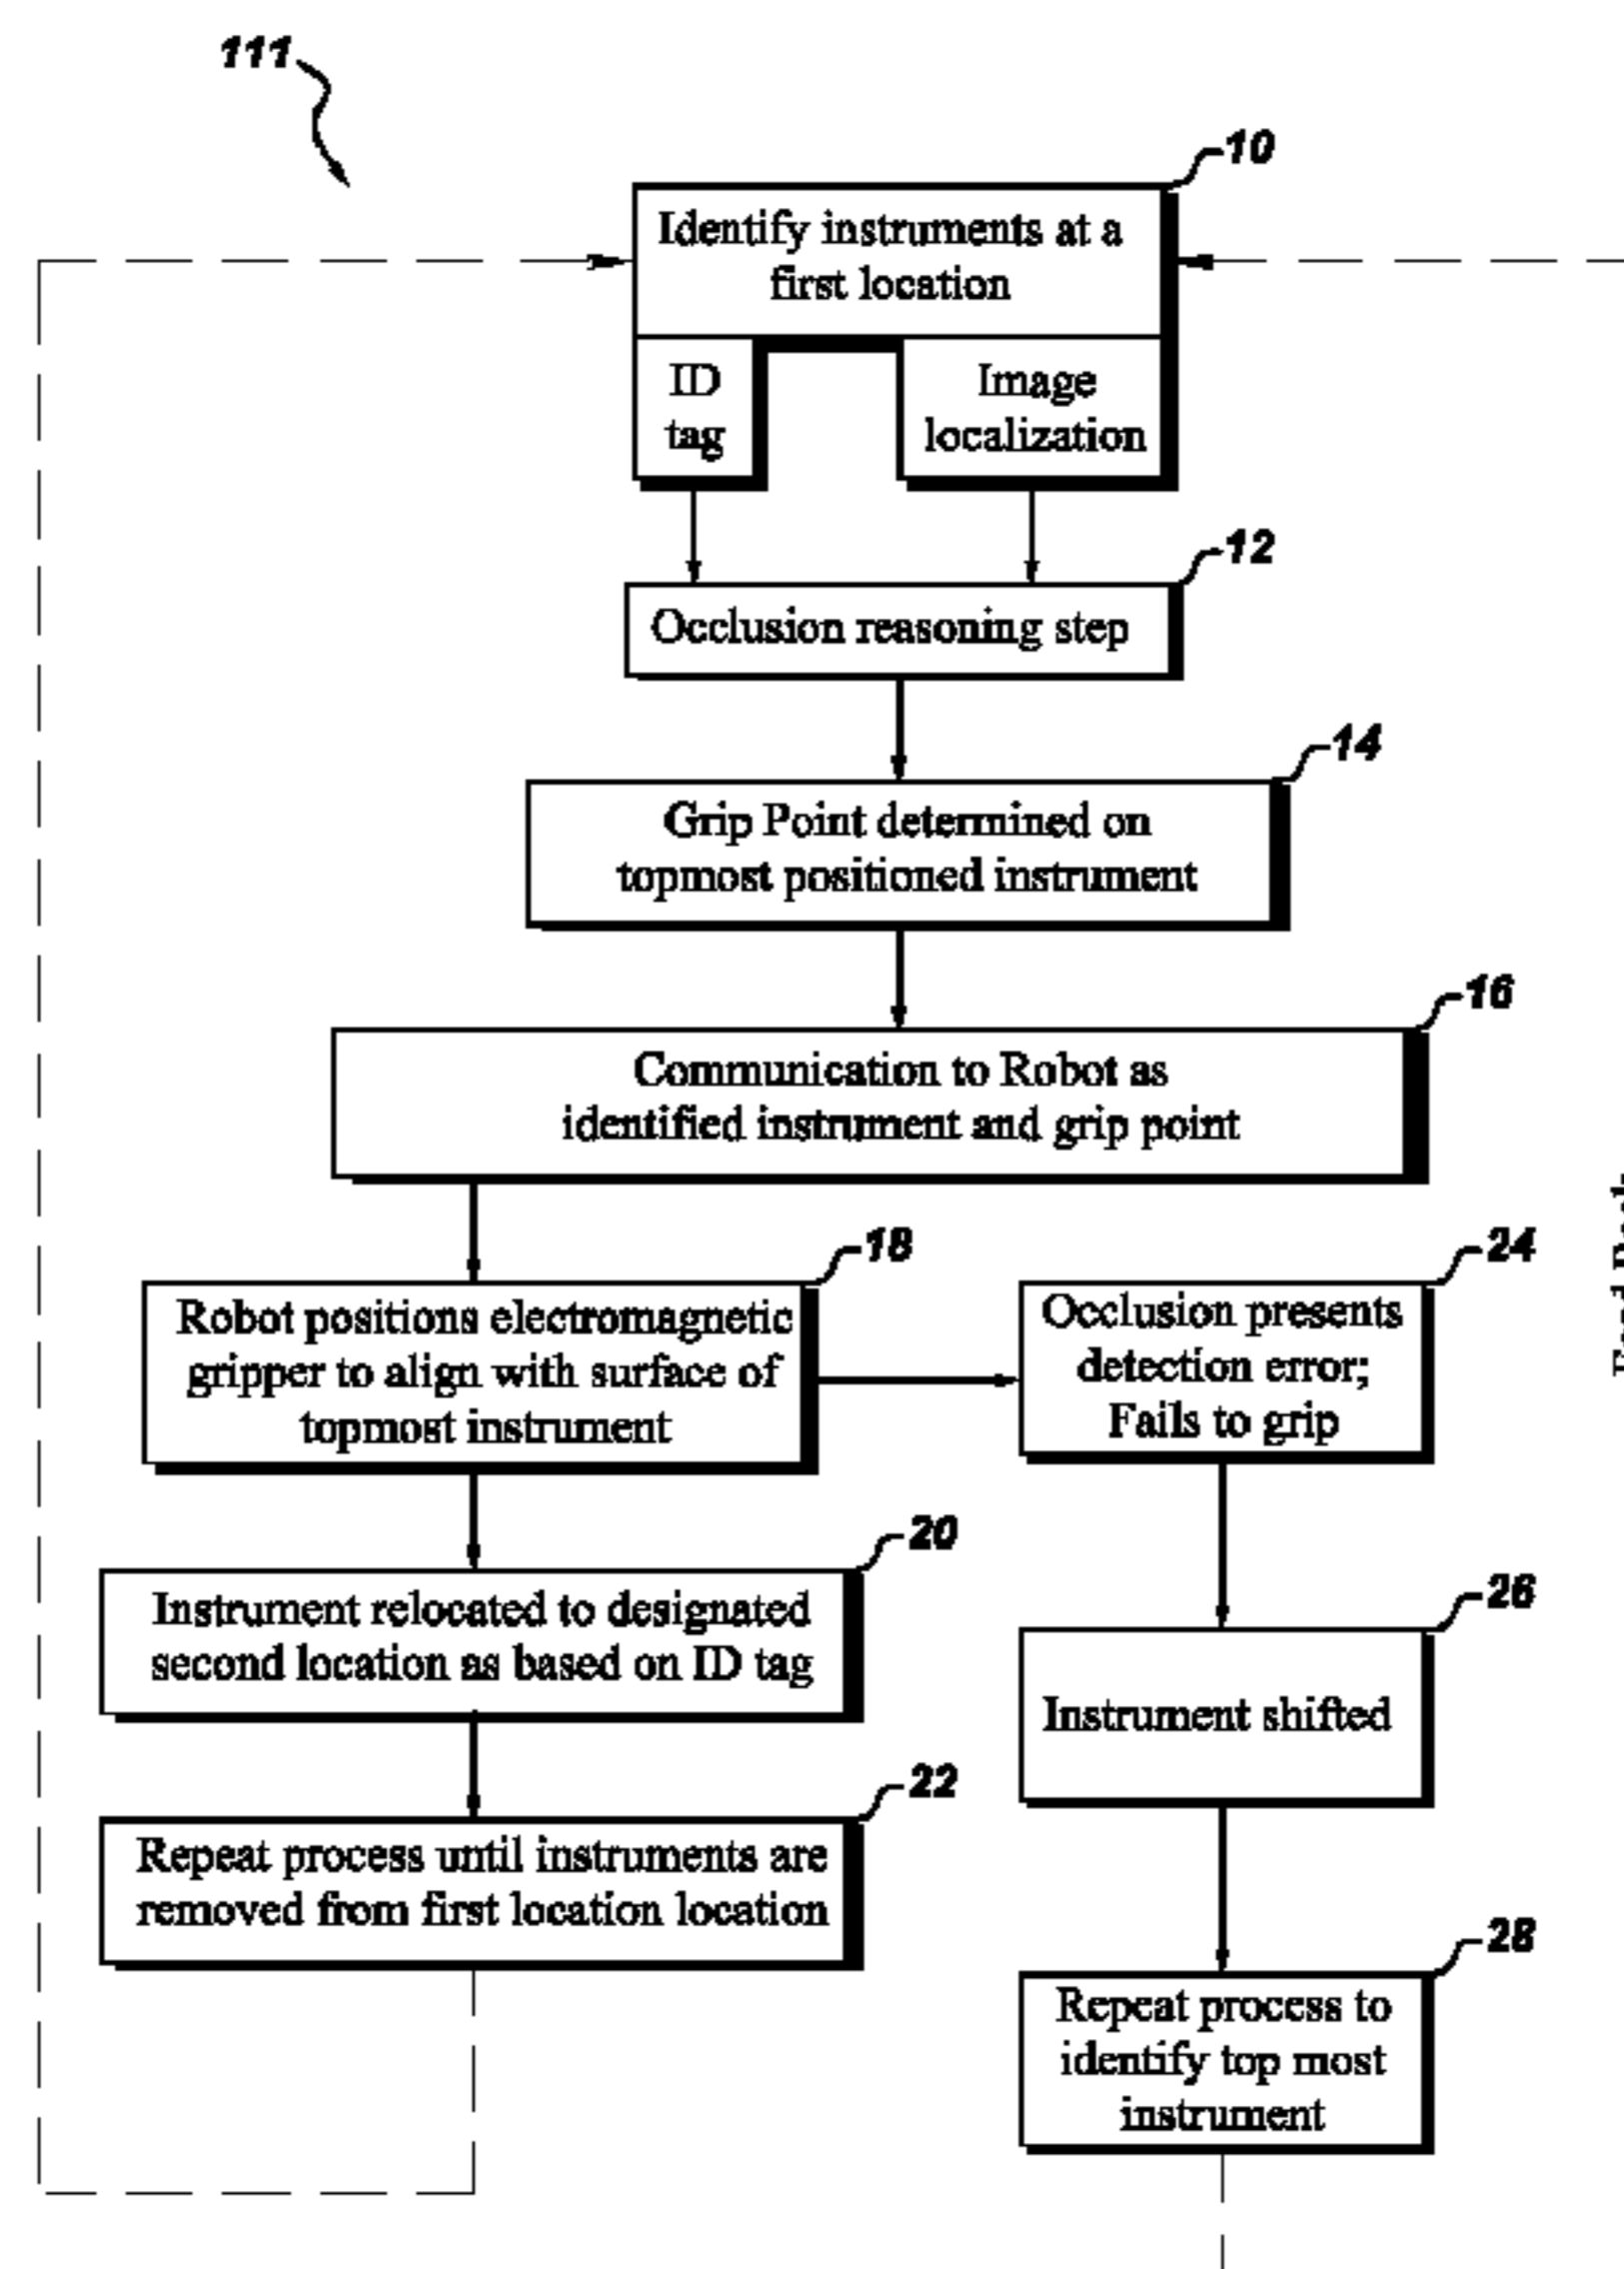 111
10
Identify instruments at a
first location
ID
tag
Image
localization
12
Occlusion reasoning step
14
Grip Point determined on
topmost positioned instrument
16
Communication to Robot as
identified instrument and grip point
18
Robot positions electromagnetic
gripper to align with surface of
topmost instrument
24
Occlusion presents
detection error;
Fails to grip
20
Instrument relocated to designated
second location as based on ID tag
26
Instrument shifted
22
Repeat process until instruments are
removed from first location location
28
Repeat process to
identify top most
instrument